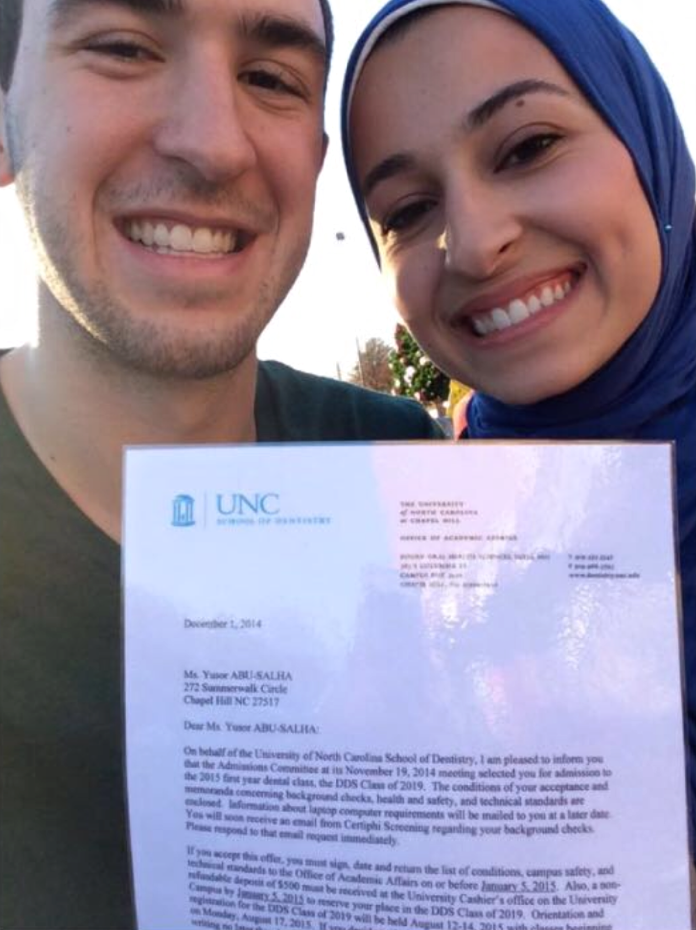 UNC
SCHOOL OF DENTISTRY
THE UNIVERSITY
of NORTH CAROLINA
at CHAPEL HILL
OFFICE OF ACADEMIC AFFAIRS
December 1, 2014
Ms. Yusor ABU-SALHA
272 Summerwalk Circle
Chapel Hill NC 27517
Dear Ms. Yusor ABU-SALHA:
On behalf of the University of North Carolina School of Dentistry, I am pleased to inform you
that the Admissions Committee at its November 19, 2014 meeting selected you for admission to
the 2015 first year dental class, the DDS Class of 2019. The conditions of your acceptance and
memoranda concerning background checks, health and safety, and technical standards are
enclosed. Information about laptop computer requirements will be mailed to you at a later date.
You will soon receive an email from Certiphi Screening regarding your background checks.
Please respond to that email request immediately.
If you accept this offer, you must sign, date and return the list of conditions, campus safety, and
technical standards to the Office of Academic Affairs on or before January 5, 2015. Also, a non-
refundable deposit of $500 must be received at the University Cashier's office on the University
Campus by January 5, 2015 to reserve your place in the DDS Class of 2019. Orientation and
registration for the DDS Class of 2019 will be held August 12-14, 2015 with classes beginning
on Monday, August 17, 2015. If you
writing no later